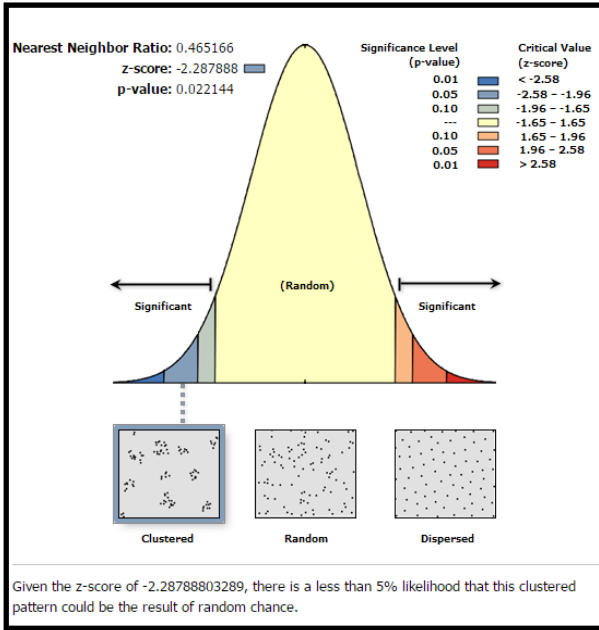 Nearest Neighbor Ratio: 0.465166
z-score: -2.287888
p-value: 0.022144
Significance Level
(p-value)
Critical Value
(z-score)
0.01 < -2.58
0.05 -2.58 – -1.96
0.10 -1.96 – -1.65
--- -1.65 – 1.65
0.10 1.65 – 1.96
0.05 1.96 – 2.58
0.01 > 2.58
Significant
(Random)
Significant
Clustered
Random
Dispersed
Given the z-score of -2.28788803289, there is a less than 5% likelihood that this clustered
pattern could be the result of random chance.